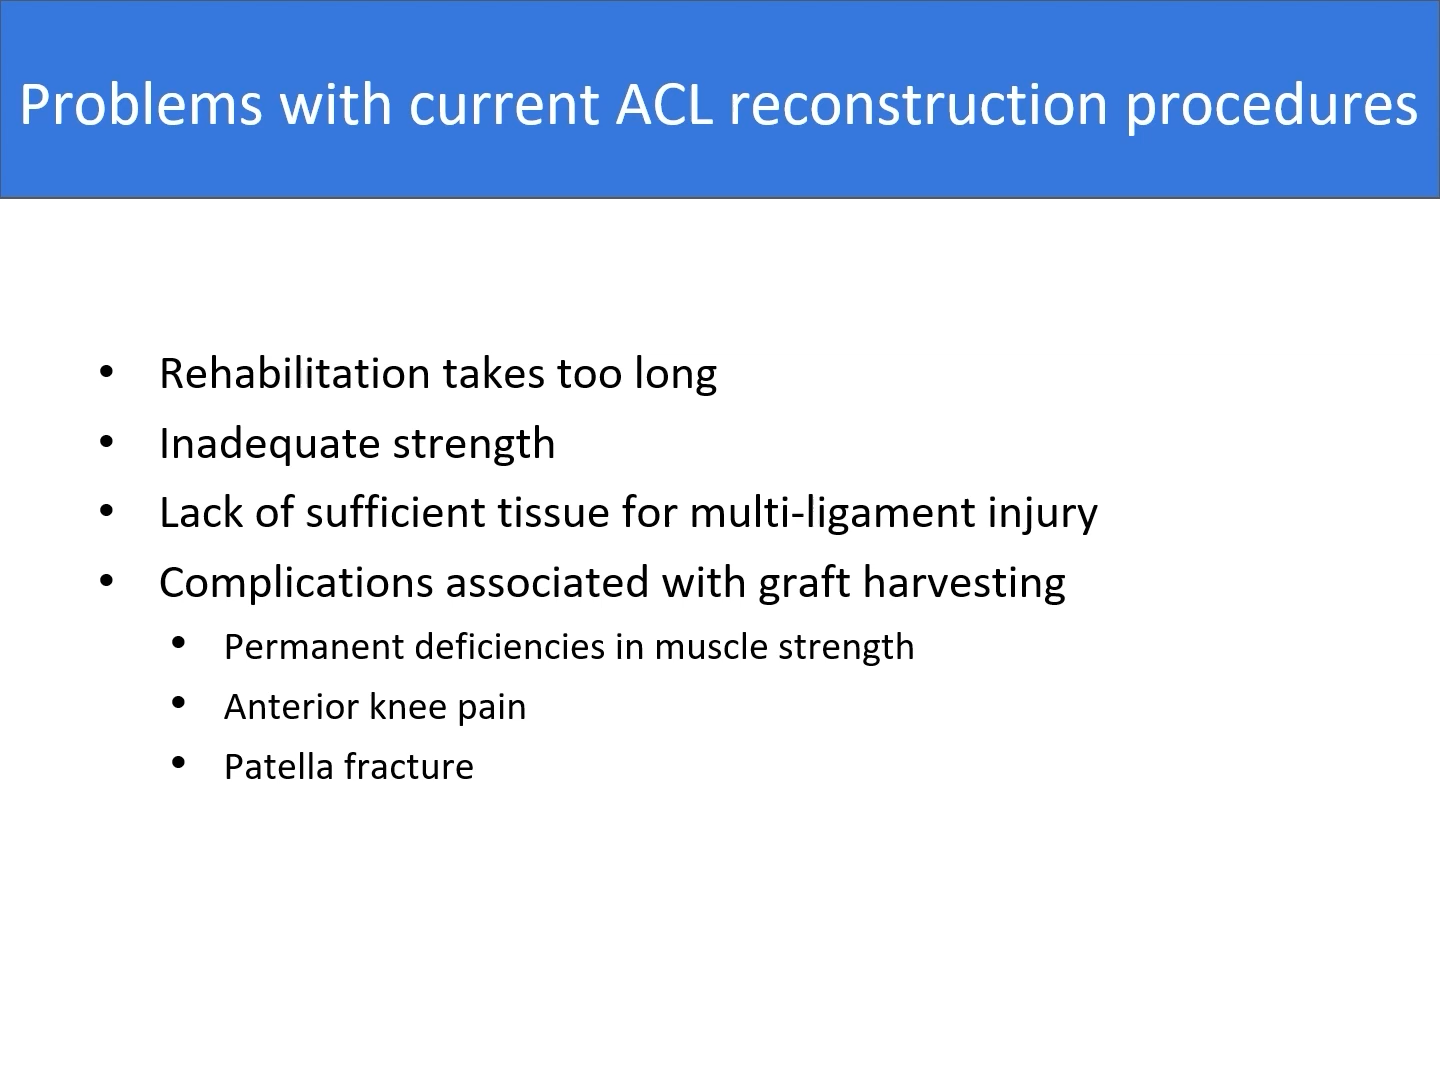 Problems with current ACL reconstruction procedures
• Rehabilitation takes too long
• Inadequate strength
• Lack of sufficient tissue for multi-ligament injury
• Complications associated with graft harvesting
• Permanent deficiencies in muscle strength
• Anterior knee pain
• Patella fracture